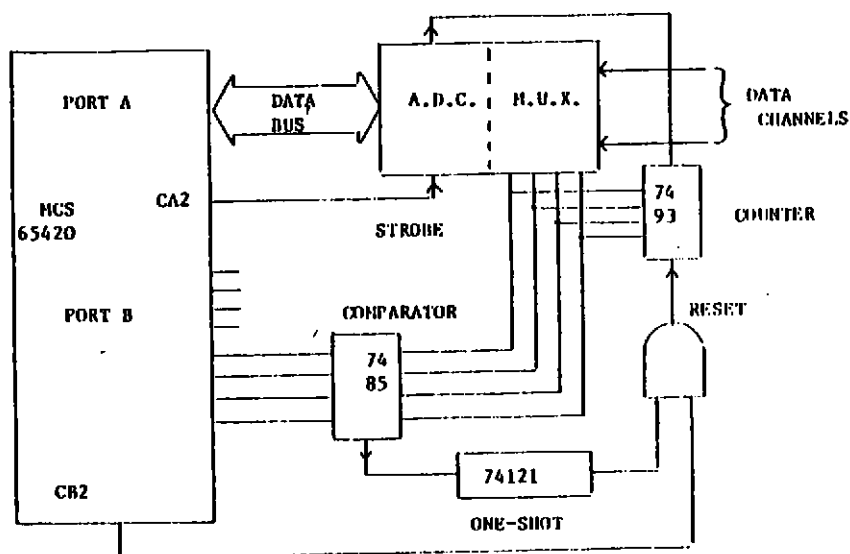 PORT A
DATA
BUS
A.D.C.
M.U.X.
DATA
CHANNELS
MCS
65420
CA2
STROBE
74
93
COUNTER
PORT B
COMPARATOR
RESET
74
85
74121
CB2
ONE-SHOT